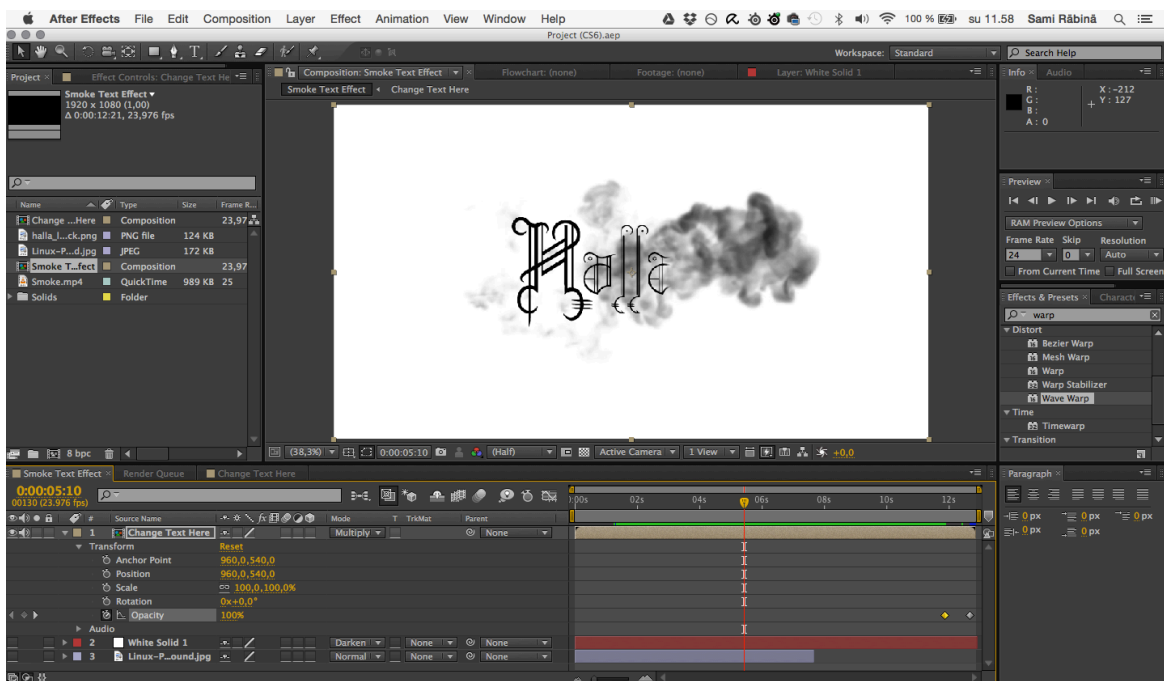 After Effects File Edit Composition Layer Effect Animation View Window Help 100 % su 11.58 Sami Räbinä
Project (CS6).aep
Workspace: Standard Search Help
Project Effect Controls: Change Text He
Composition: Smoke Text Effect Flowchart: (none) Footage: (none) Layer: White Solid 1
Info Audio
Smoke Text Effect Change Text Here
Smoke Text Effect
1920 x 1080 (1,00)
Δ 0:00:12:21, 23,976 fps
R :
G :
B :
A : 0
X : -212
Y : 127
Halla
Preview
RAM Preview Options
Frame Rate Skip Resolution
24 0 Auto
From Current Time Full Screen
Name Type Size Frame R...
Change ...Here Composition 23,97
halla_l...ck.png PNG file 124 KB
Linux-P...d.jpg JPEG 172 KB
Smoke T...fect Composition 23,97
Smoke.mp4 QuickTime 989 KB 25
Solids Folder
Effects & Presets Characte
warp
Distort
Bezier Warp
Mesh Warp
Warp
Warp Stabilizer
Wave Warp
Time
Timewarp
Transition
8 bpc
(38,3%) 0:00:05:10 (Half) Active Camera 1 View +0,0
Smoke Text Effect Render Queue Change Text Here
Paragraph
0:00:05:10
00130 (23.976 fps)
):00s 02s 04s 06s 08s 10s 12s
# Source Name fx Mode T TrkMat Parent
1 Change Text Here Multiply None
Transform Reset
Anchor Point 960,0,540,0
Position 960,0,540,0
Scale 100,0,100,0%
Rotation 0x+0,0°
Opacity 100%
Audio
2 White Solid 1 Darken None None
3 Linux-P...ound.jpg Normal None None
0 px 0 px 0 px
0 px 0 px